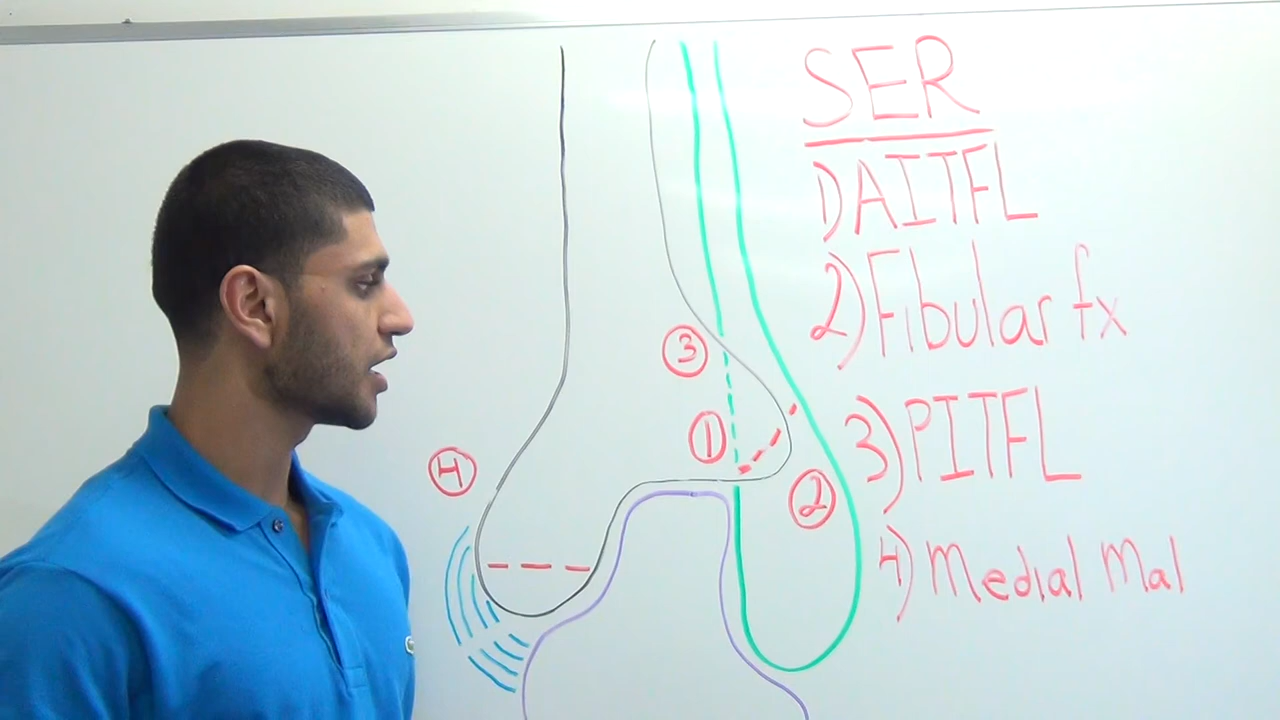 SER
1) AITFL
2) Fibular fx
3) PITFL
4) Medial Mal
3
1
4
2